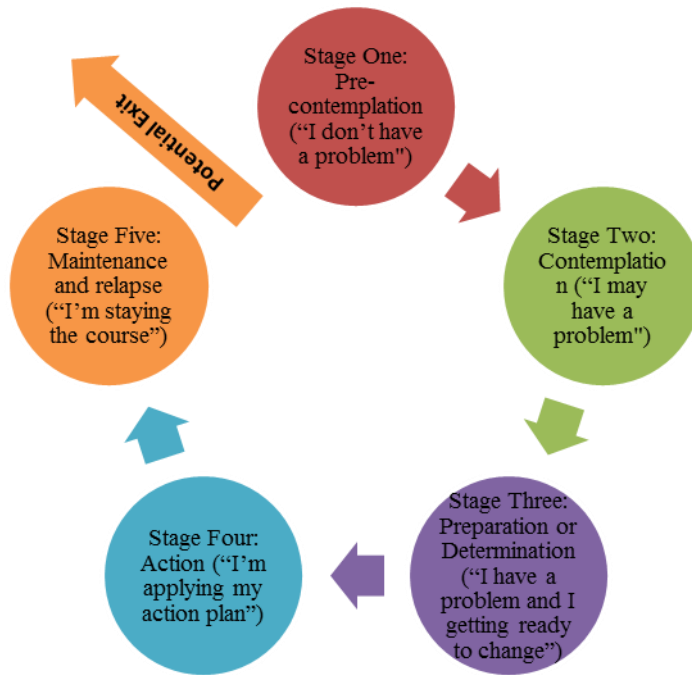 Stage One:
Pre-
contemplation
(“I don’t have
a problem")
Potential Exit
Stage Two:
Contemplatio
n (“I may
have a
problem")
Stage Three:
Preparation or
Determination
(“I have a
problem and I
getting ready
to change”)
Stage Four:
Action (“I’m
applying my
action plan”)
Stage Five:
Maintenance
and relapse
(“I’m staying
the course”)